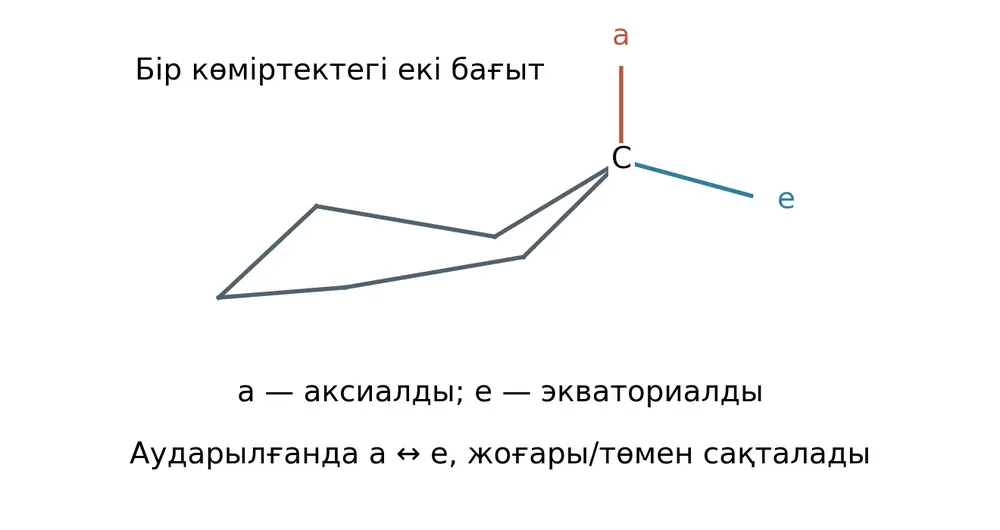 a
Бір көміртектегі екі бағыт
C
e
a — аксиалды; e — экваториалды
Аударылғанда a ↔ e, жоғары/төмен сақталады